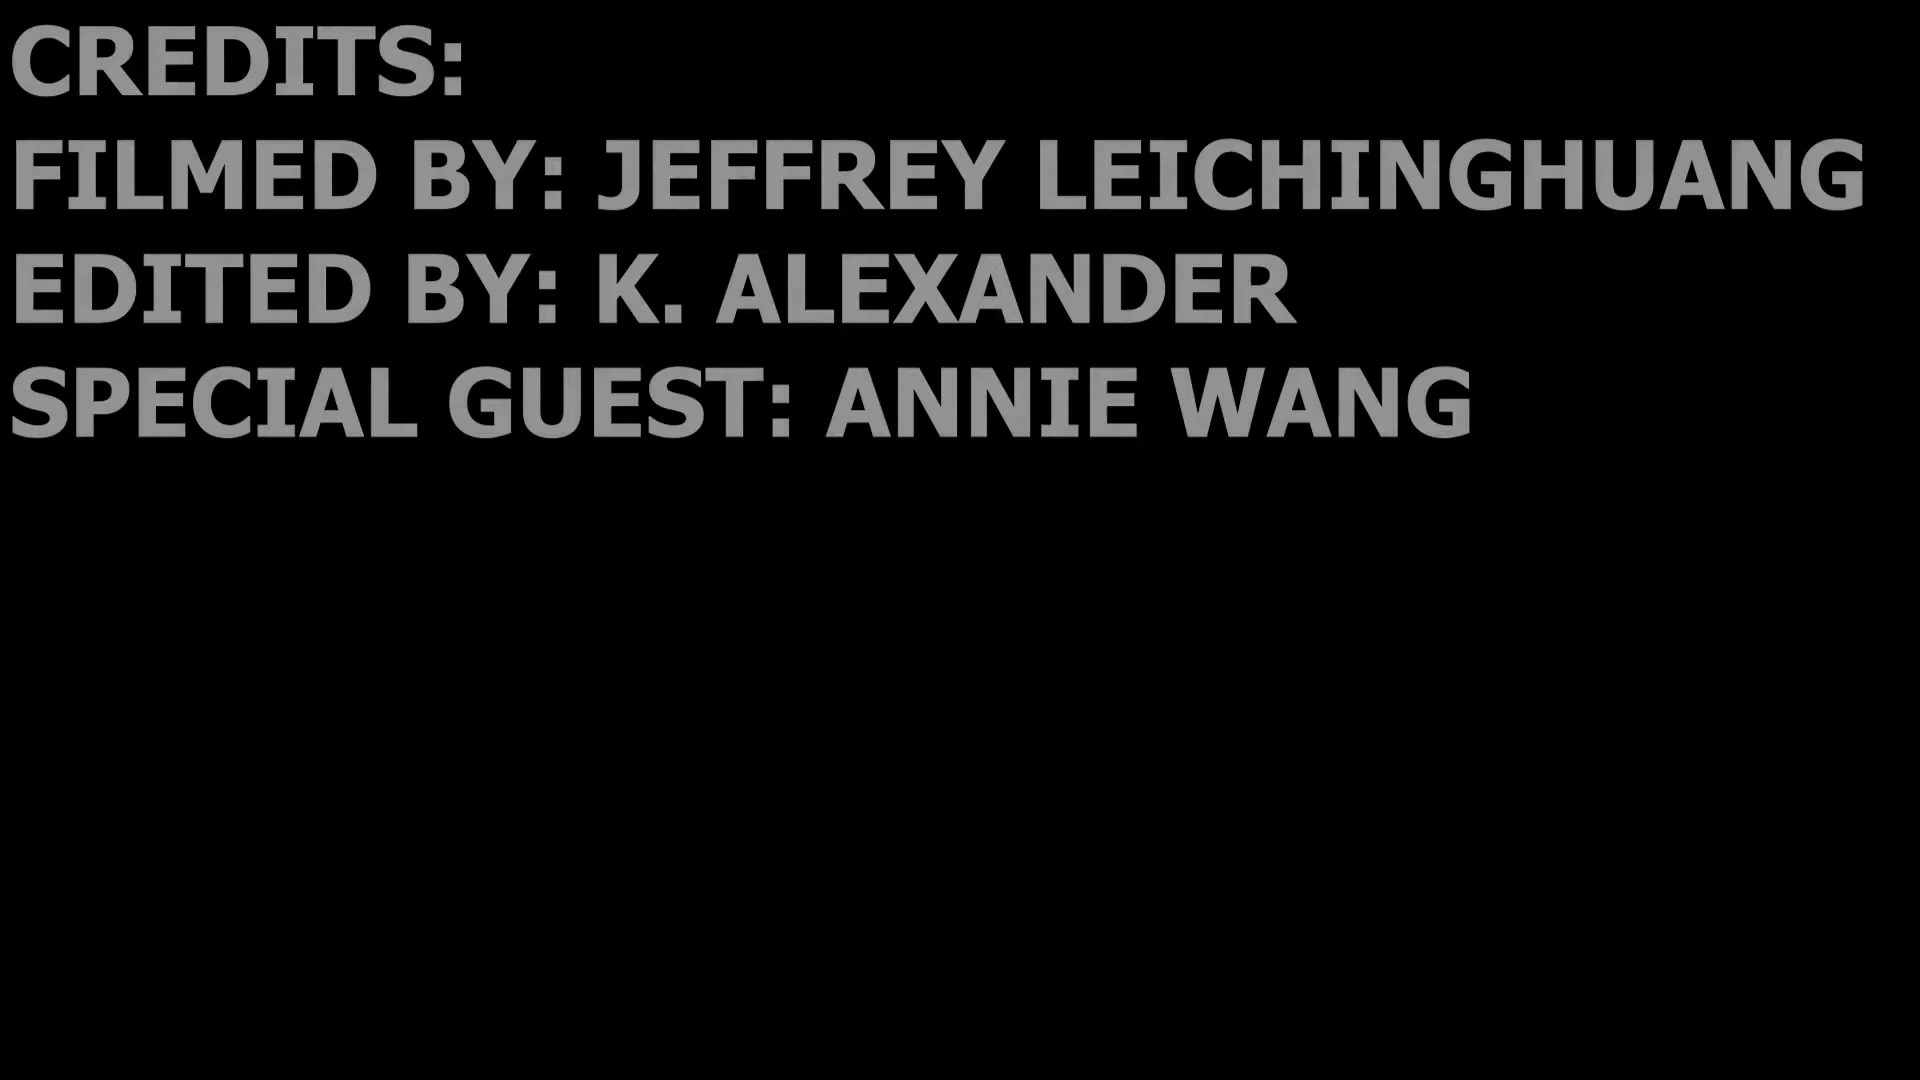 CREDITS:
FILMED BY: JEFFREY LEICHINGHUANG
EDITED BY: K. ALEXANDER
SPECIAL GUEST: ANNIE WANG